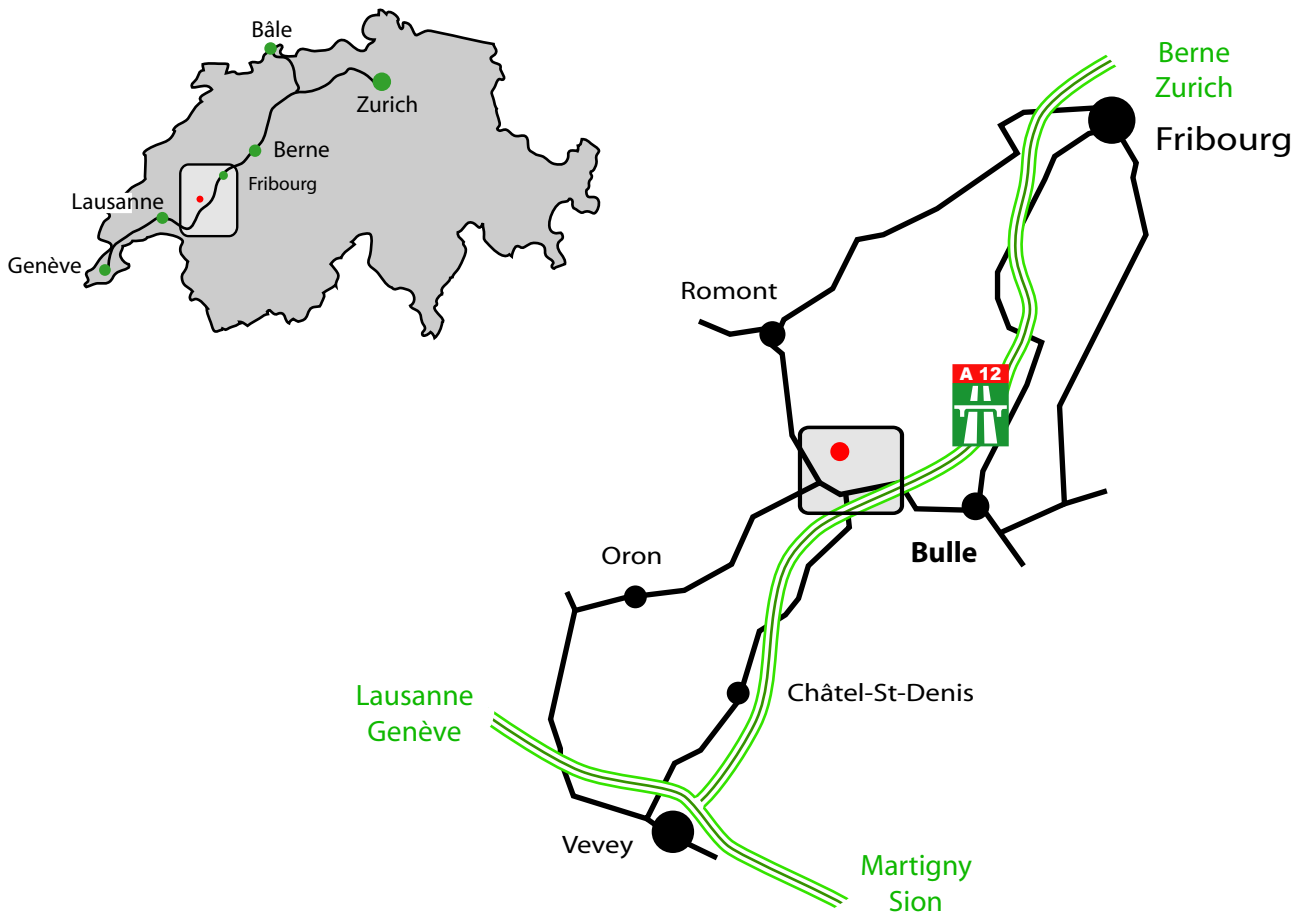 Bâle
Zurich
Berne
Fribourg
Lausanne
Genève
Berne
Zurich
Fribourg
Romont
A 12
Oron
Bulle
Châtel-St-Denis
Lausanne
Genève
Vevey
Martigny
Sion